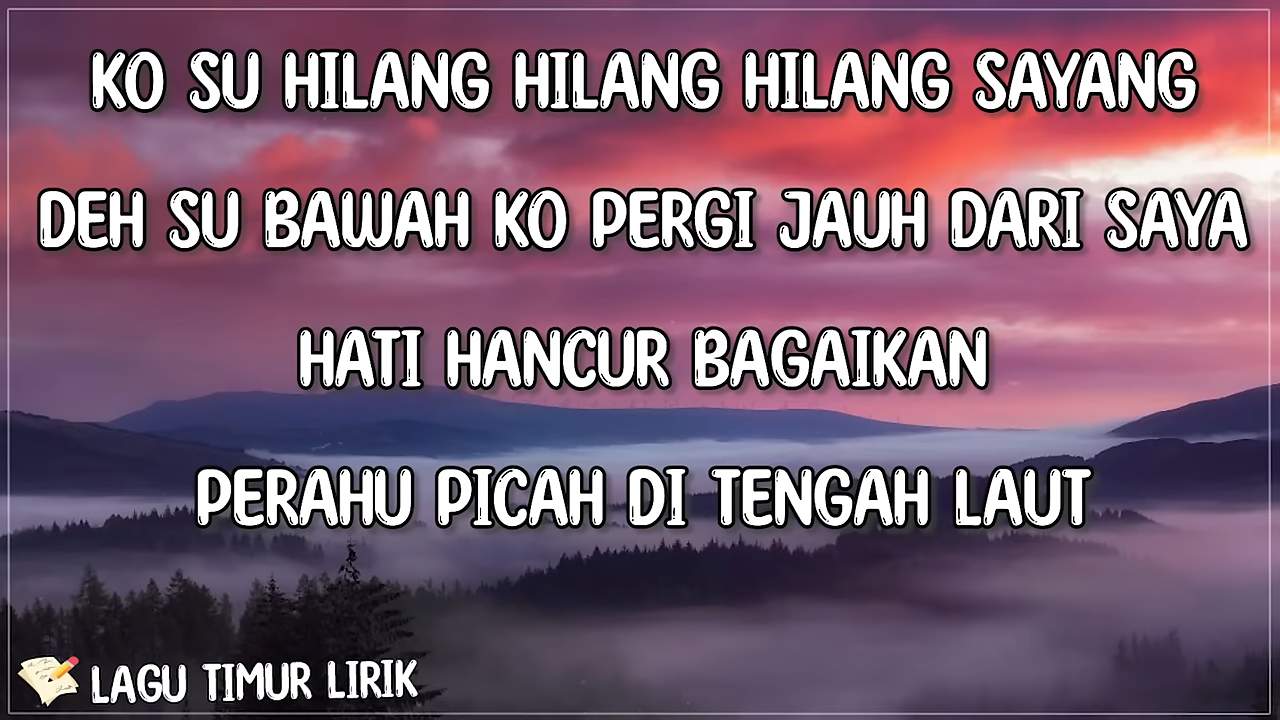 KO SU HILANG HILANG HILANG SAYANG
DEH SU BAWAH KO PERGI JAUH DARI SAYA
HATI HANCUR BAGAIKAN
PERAHU PICAH DI TENGAH LAUT
LAGU TIMUR LIRIK